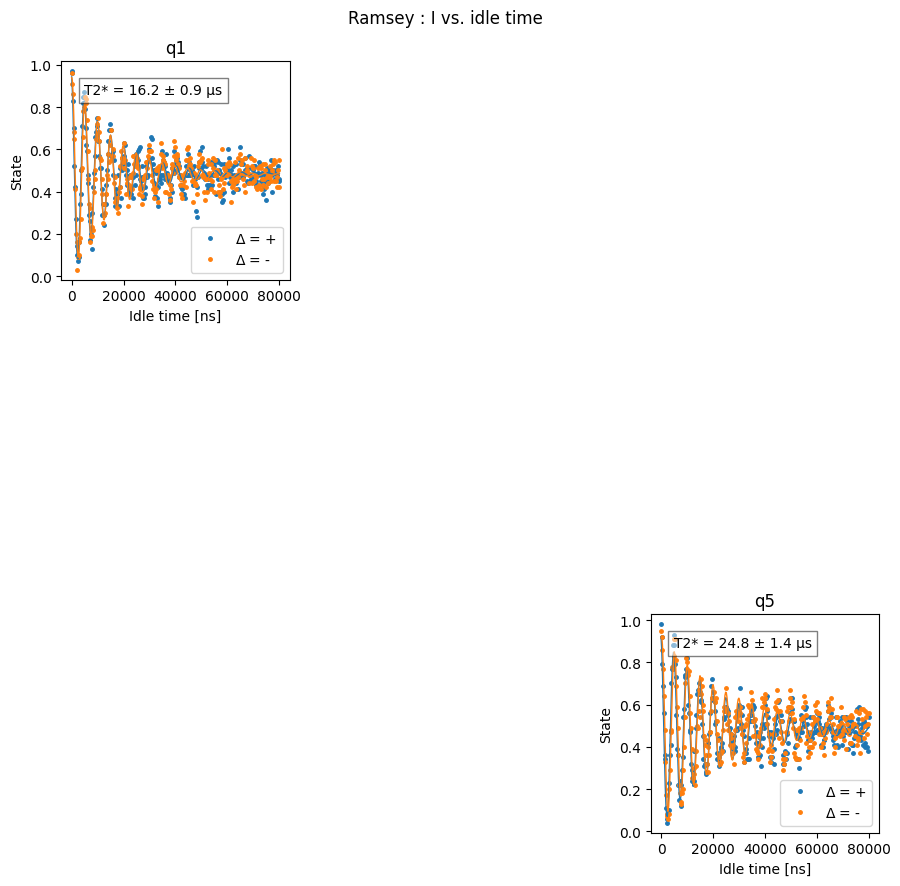 Ramsey : I vs. idle time
q1
T2* = 16.2 ± 0.9 μs
1.0
0.8
0.6
0.4
0.2
0.0
State
Δ = +
Δ = -
0 20000 40000 60000 80000
Idle time [ns]
q5
T2* = 24.8 ± 1.4 μs
1.0
0.8
0.6
0.4
0.2
0.0
State
Δ = +
Δ = -
0 20000 40000 60000 80000
Idle time [ns]